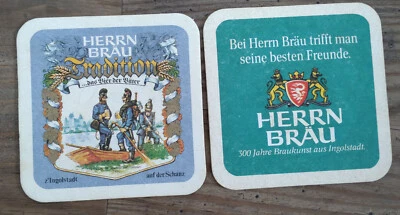 HERRN
BRÄU
Tradition
...das Bier der Väter
z'Ingolstadt
auf der Schanz
Bei Herrn Bräu trifft man
seine besten Freunde.
HERRN
BRÄU
300 Jahre Braukunst aus Ingolstadt.